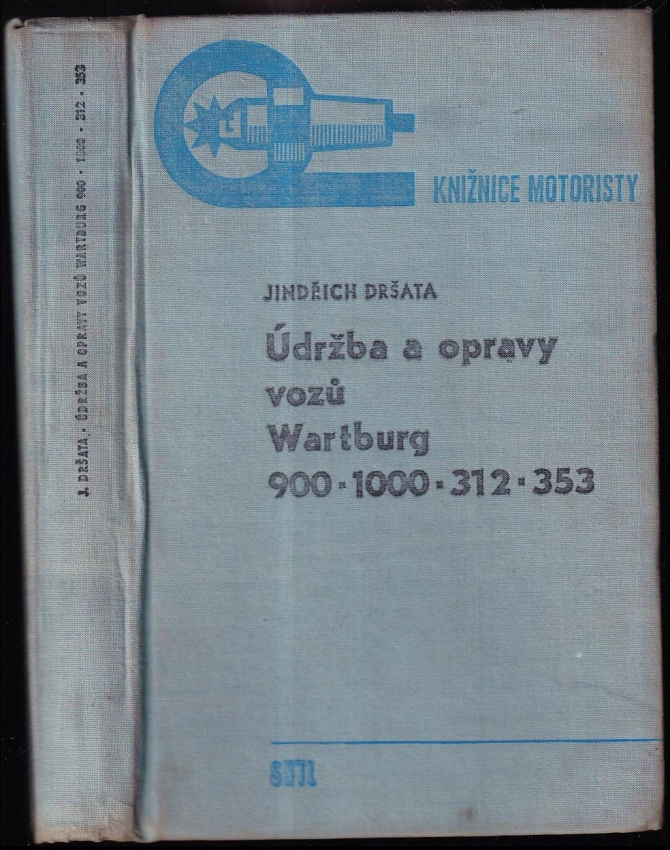 J. DRŠATA · ÚDRŽBA A OPRAVY VOZŮ WARTBURG 900 · 1000 · 312 · 353
KNIŽNICE MOTORISTY
JINDŘICH DRŠATA
Údržba a opravy
vozů
Wartburg
900·1000·312·353
SNTL